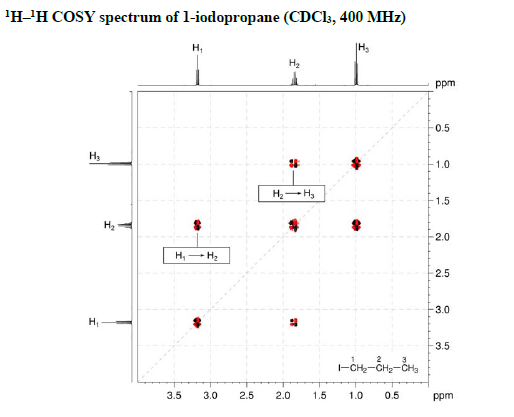 ¹H–¹H COSY spectrum of 1-iodopropane (CDCl₃, 400 MHz)
H₁
H₂
H₃
ppm
0.5
H₃
1.0
H₂ → H₃
1.5
H₂
2.0
H₁ → H₂
2.5
3.0
H₁
3.5
1 2 3
I–CH₂–CH₂–CH₃
3.5 3.0 2.5 2.0 1.5 1.0 0.5 ppm